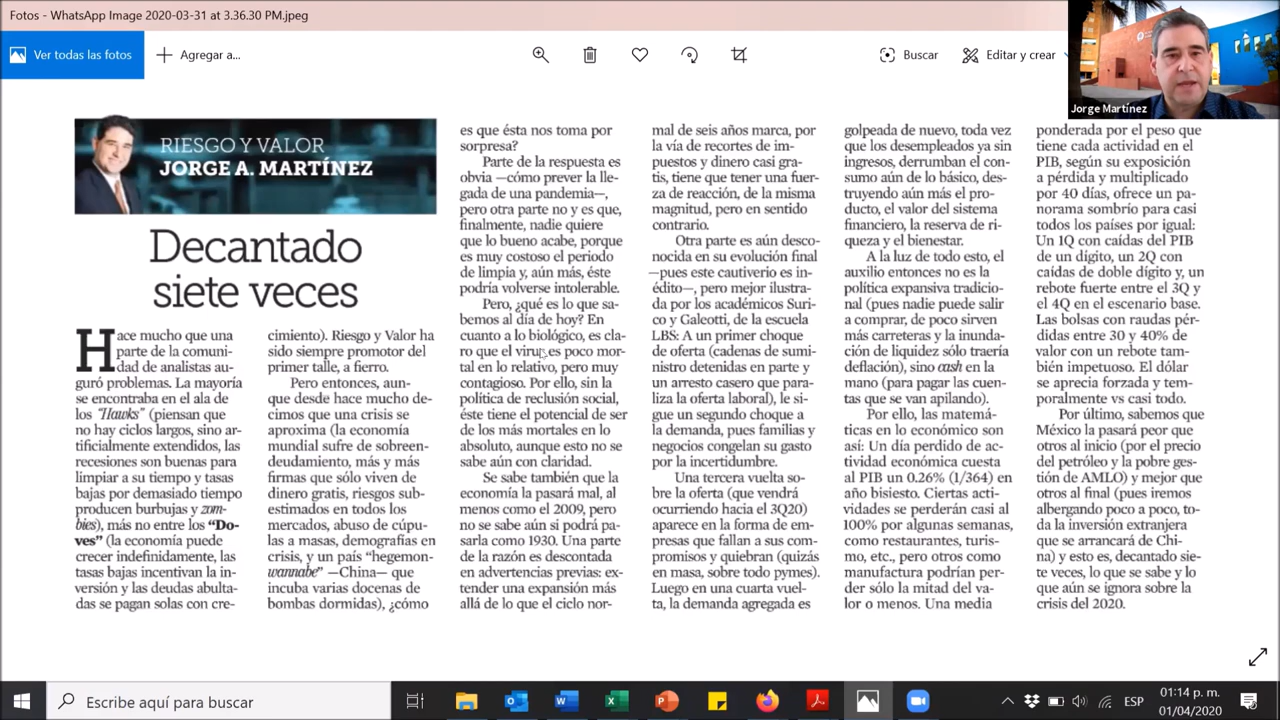 Fotos - WhatsApp Image 2020-03-31 at 3.36.30 PM.jpeg
Ver todas las fotos
Agregar a...
Buscar
Editar y crear
Jorge Martínez
RIESGO Y VALOR
JORGE A. MARTÍNEZ
Decantado
siete veces
Hace mucho que una
parte de la comuni-
dad de analistas au-
guró problemas. La mayoría
se encontraba en el ala de
los "Hawks" (piensan que
no hay ciclos largos, sino ar-
tificialmente extendidos, las
recesiones son buenas para
limpiar a su tiempo y tasas
bajas por demasiado tiempo
producen burbujas y zom-
bies), más no entre los "Do-
ves" (la economía puede
crecer indefinidamente, las
tasas bajas incentivan la in-
versión y las deudas abulta-
das se pagan solas con cre-
cimiento). Riesgo y Valor ha
sido siempre promotor del
primer talle, a fierro.
Pero entonces, aun-
que desde hace mucho de-
cimos que una crisis se
aproxima (la economía
mundial sufre de sobreen-
deudamiento, más y más
firmas que sólo viven de
dinero gratis, riesgos sub-
estimados en todos los
mercados, abuso de cúpu-
las a masas, demografías en
crisis, y un país "hegemon-
wannabe" —China— que
incuba varias docenas de
bombas dormidas), ¿cómo
es que ésta nos toma por
sorpresa?
Parte de la respuesta es
obvia —cómo prever la lle-
gada de una pandemia—,
pero otra parte no y es que,
finalmente, nadie quiere
que lo bueno acabe, porque
es muy costoso el periodo
de limpia y, aún más, éste
podría volverse intolerable.
Pero, ¿qué es lo que sa-
bemos al día de hoy? En
cuanto a lo biológico, es cla-
ro que el virus es poco mor-
tal en lo relativo, pero muy
contagioso. Por ello, sin la
política de reclusión social,
éste tiene el potencial de ser
de los más mortales en lo
absoluto, aunque esto no se
sabe aún con claridad.
Se sabe también que la
economía la pasará mal, al
menos como el 2009, pero
no se sabe aún si podrá pa-
sarla como 1930. Una parte
de la razón es descontada
en advertencias previas: ex-
tender una expansión más
allá de lo que el ciclo nor-
mal de seis años marca, por
la vía de recortes de im-
puestos y dinero casi gra-
tis, tiene que tener una fuer-
za de reacción, de la misma
magnitud, pero en sentido
contrario.
Otra parte es aún desco-
nocida en su evolución final
—pues este cautiverio es in-
édito—, pero mejor ilustra-
da por los académicos Suri-
co y Galeotti, de la escuela
LBS: A un primer choque
de oferta (cadenas de sumi-
nistro detenidas en parte y
un arresto casero que para-
liza la oferta laboral), le si-
gue un segundo choque a
la demanda, pues familias y
negocios congelan su gasto
por la incertidumbre.
Una tercera vuelta so-
bre la oferta (que vendrá
ocurriendo hacia el 3Q20)
aparece en la forma de em-
presas que fallan a sus com-
promisos y quiebran (quizás
en masa, sobre todo pymes).
Luego en una cuarta vuel-
ta, la demanda agregada es
golpeada de nuevo, toda vez
que los desempleados ya sin
ingresos, derrumban el con-
sumo aún de lo básico, des-
truyendo aún más el pro-
ducto, el valor del sistema
financiero, la reserva de ri-
queza y el bienestar.
A la luz de todo esto, el
auxilio entonces no es la
política expansiva tradicio-
nal (pues nadie puede salir
a comprar, de poco sirven
más carreteras y la inunda-
ción de liquidez sólo traería
deflación), sino cash en la
mano (para pagar las cuen-
tas que se van apilando).
Por ello, las matemá-
ticas en lo económico son
así: Un día perdido de ac-
tividad económica cuesta
al PIB un 0.26% (1/364) en
año bisiesto. Ciertas acti-
vidades se perderán casi al
100% por algunas semanas,
como restaurantes, turis-
mo, etc., pero otros como
manufactura podrían per-
der sólo la mitad del va-
lor o menos. Una media
ponderada por el peso que
tiene cada actividad en el
PIB, según su exposición
a pérdida y multiplicado
por 40 días, ofrece un pa-
norama sombrío para casi
todos los países por igual:
Un 1Q con caídas del PIB
de un dígito, un 2Q con
caídas de doble dígito y, un
rebote fuerte entre el 3Q y
el 4Q en el escenario base.
Las bolsas con raudas pér-
didas entre 30 y 40% de
valor con un rebote tam-
bién impetuoso. El dólar
se aprecia forzada y tem-
poralmente vs casi todo.
Por último, sabemos que
México la pasará peor que
otros al inicio (por el precio
del petróleo y la pobre ges-
tión de AMLO) y mejor que
otros al final (pues iremos
albergando poco a poco, to-
da la inversión extranjera
que se arrancará de Chi-
na) y esto es, decantado sie-
te veces, lo que se sabe y lo
que aún se ignora sobre la
crisis del 2020.
Escribe aquí para buscar
ESP
01:14 p. m.
01/04/2020